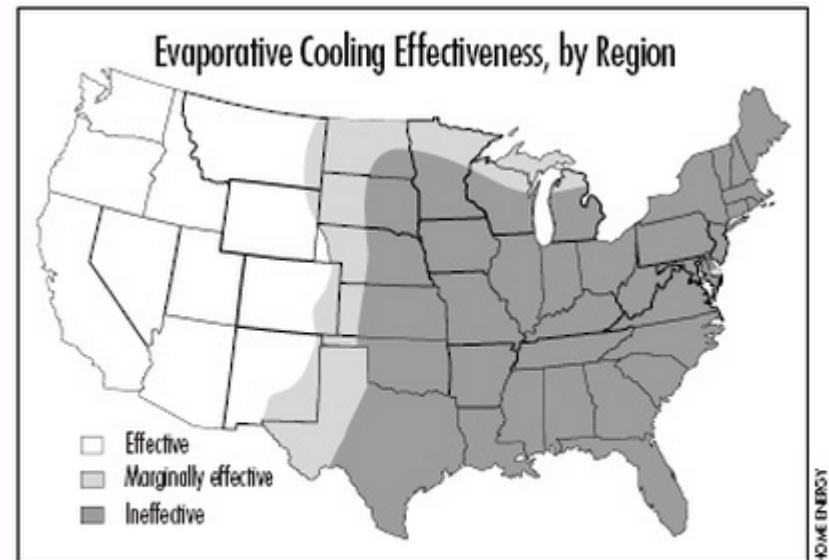 Evaporative Cooling Effectiveness, by Region
Effective
Marginally effective
Ineffective
HOME ENERGY